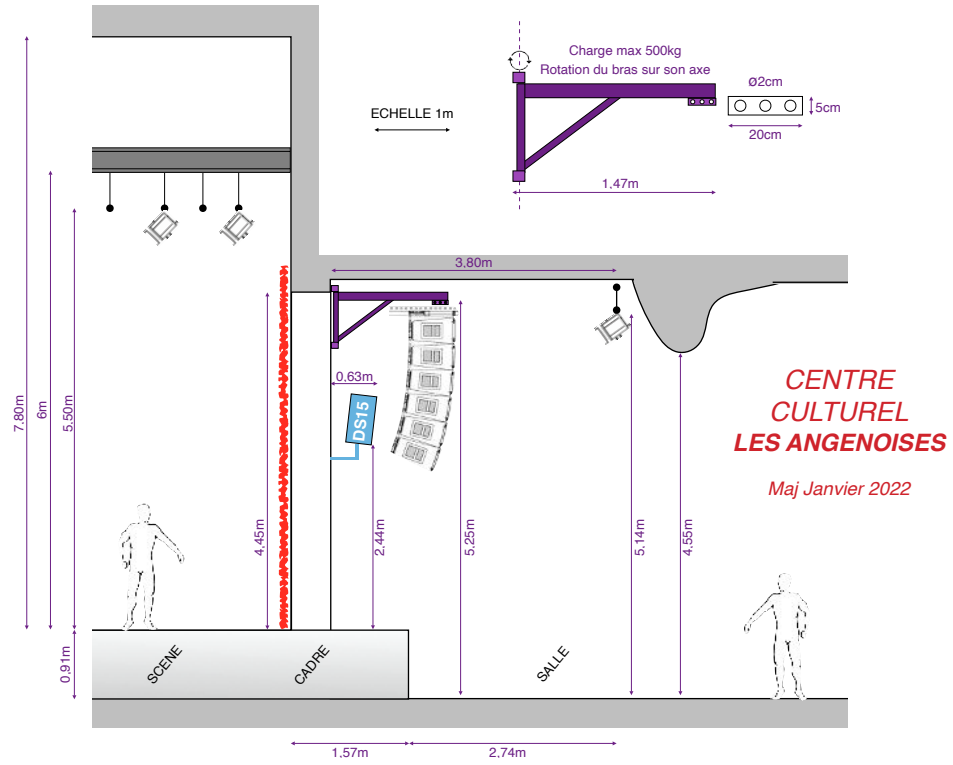 Charge max 500kg
Rotation du bras sur son axe
Ø2cm
5cm
20cm
ECHELLE 1m
1,47m
3,80m
0,63m
DS15
7,80m
6m
5,50m
4,45m
2,44m
5,25m
5,14m
4,55m
CENTRE
CULTUREL
LES ANGENOISES
Maj Janvier 2022
0,91m
SCENE
CADRE
SALLE
1,57m
2,74m